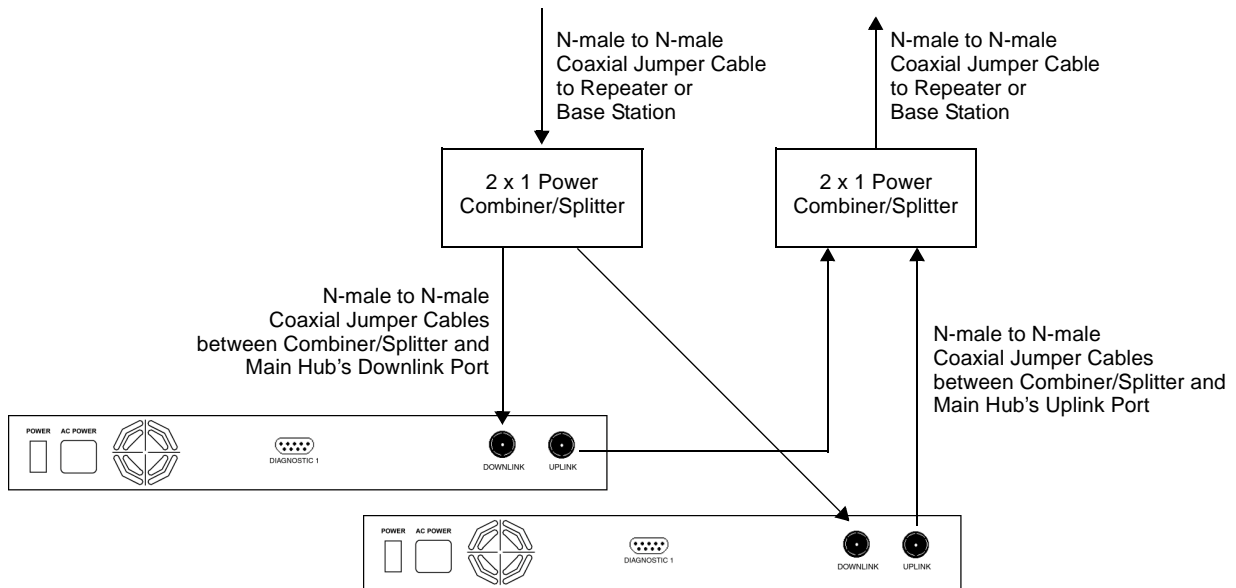 N-male to N-male
Coaxial Jumper Cable
to Repeater or
Base Station
N-male to N-male
Coaxial Jumper Cable
to Repeater or
Base Station
2 x 1 Power
Combiner/Splitter
2 x 1 Power
Combiner/Splitter
N-male to N-male
Coaxial Jumper Cables
between Combiner/Splitter and
Main Hub’s Downlink Port
N-male to N-male
Coaxial Jumper Cables
between Combiner/Splitter and
Main Hub’s Uplink Port
POWER AC POWER
DIAGNOSTIC 1
DOWNLINK UPLINK
POWER AC POWER
DIAGNOSTIC 1
DOWNLINK UPLINK